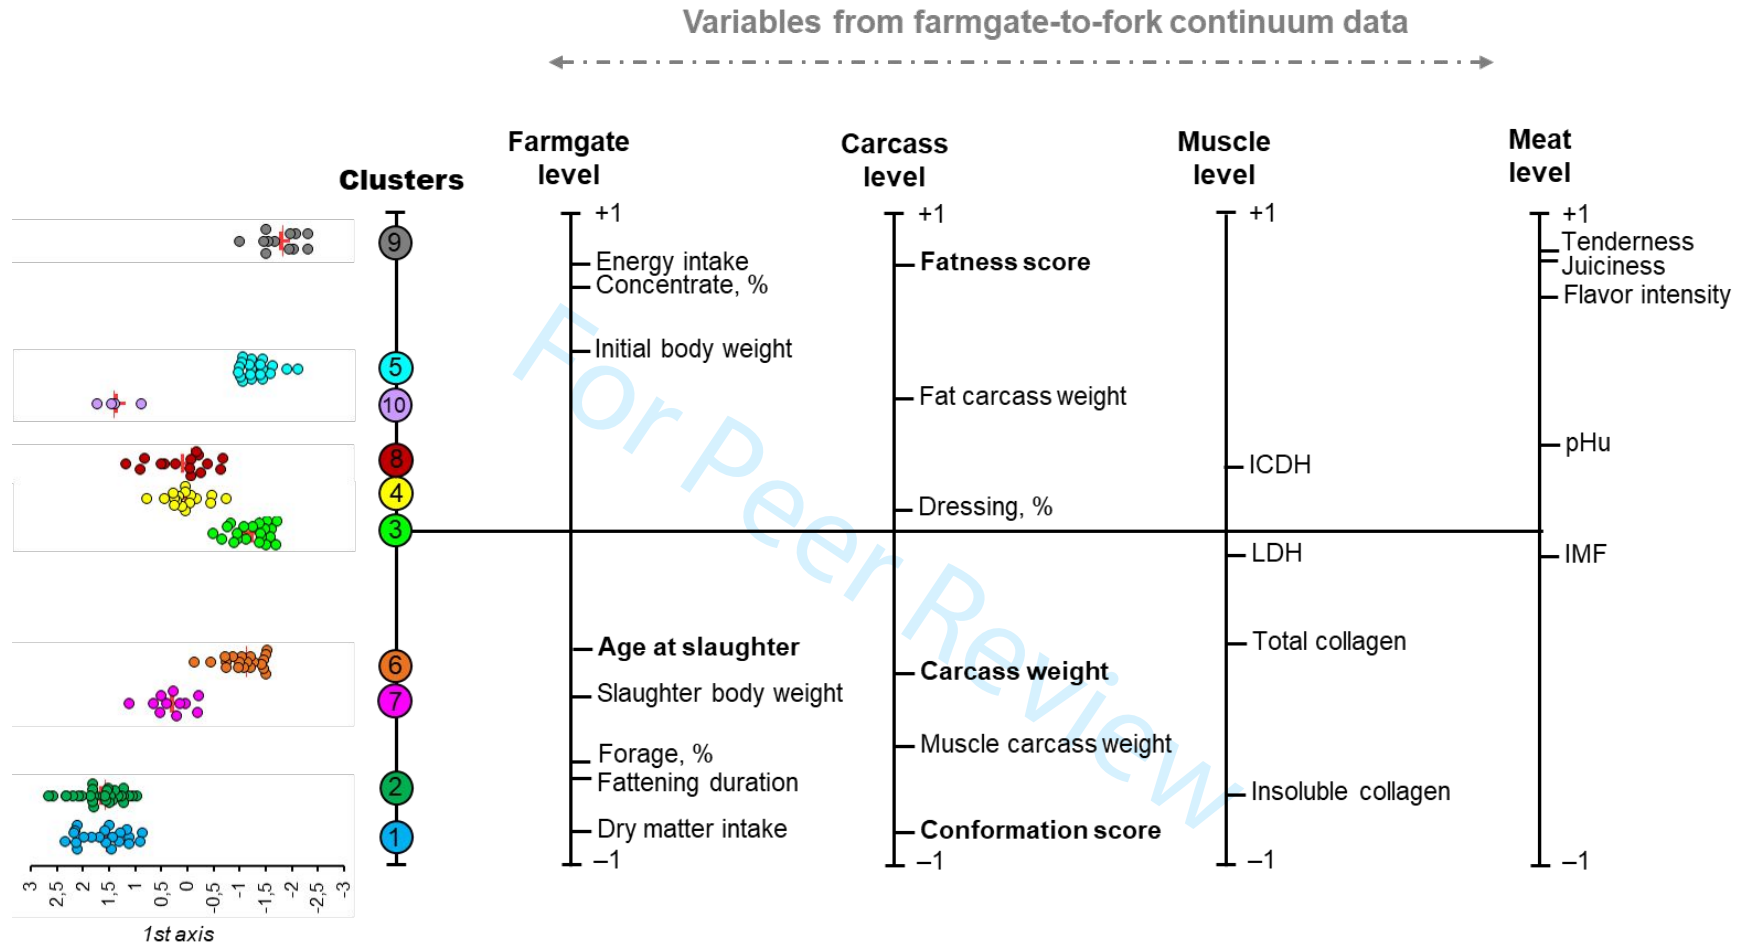 Variables from farmgate-to-fork continuum data
Farmgate level
Carcass level
Muscle level
Meat level
Clusters
+1
+1
+1
+1
9
5
10
8
4
3
6
7
2
1
Energy intake
Concentrate, %
Initial body weight
Age at slaughter
Slaughter body weight
Forage, %
Fattening duration
Dry matter intake
–1
Fatness score
Fat carcass weight
Dressing, %
Carcass weight
Muscle carcass weight
Conformation score
–1
ICDH
LDH
Total collagen
Insoluble collagen
–1
Tenderness
Juiciness
Flavor intensity
pHu
IMF
–1
3
2,5
2
1,5
1
0,5
0
-0,5
-1
-1,5
-2
-2,5
-3
1st axis
For Peer Review